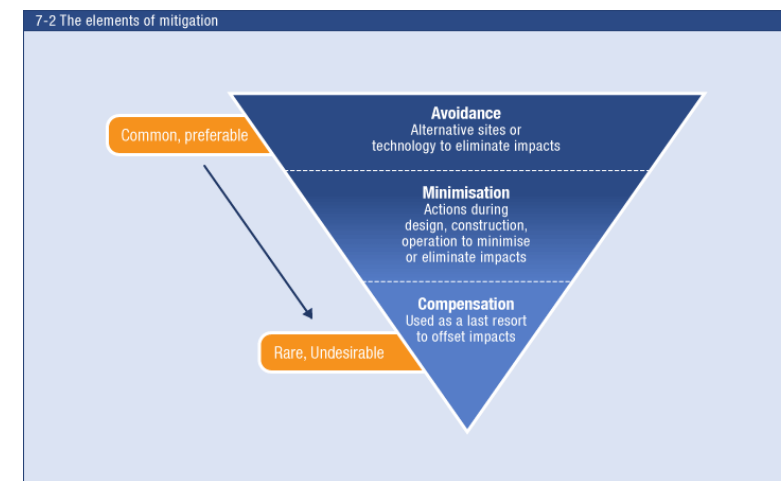 7-2 The elements of mitigation
Common, preferable
Avoidance
Alternative sites or
technology to eliminate impacts
Minimisation
Actions during
design, construction,
operation to minimise
or eliminate impacts
Compensation
Used as a last resort
to offset impacts
Rare, Undesirable